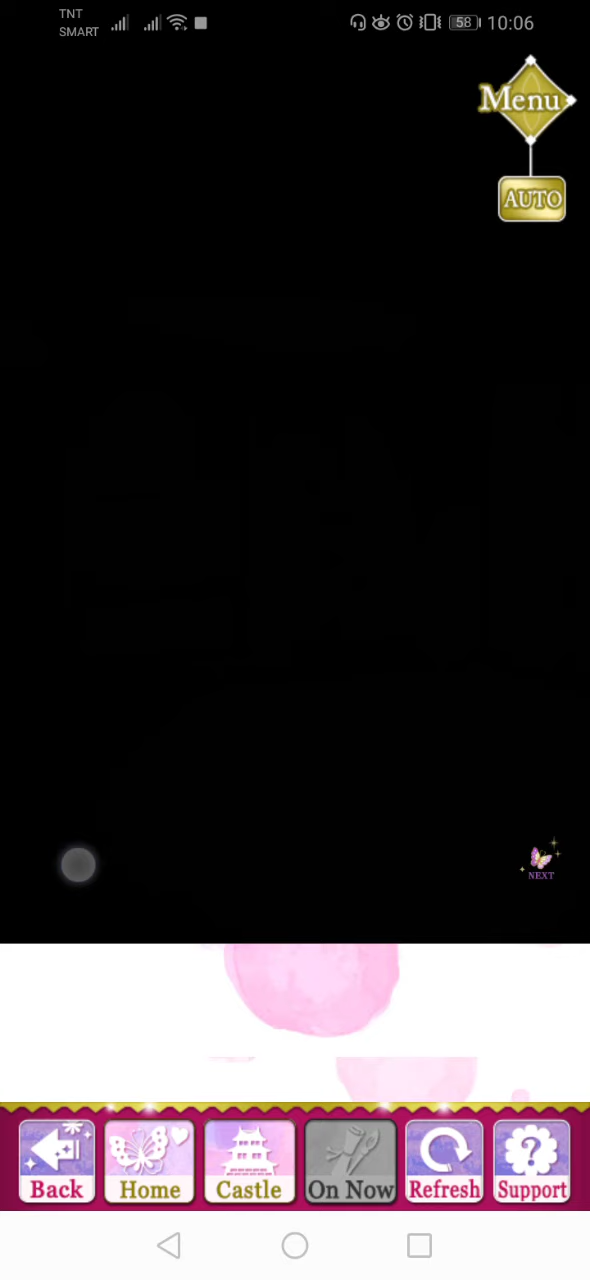 TNT
SMART
58
10:06
Menu
AUTO
NEXT
Back
Home
Castle
On Now
Refresh
Support